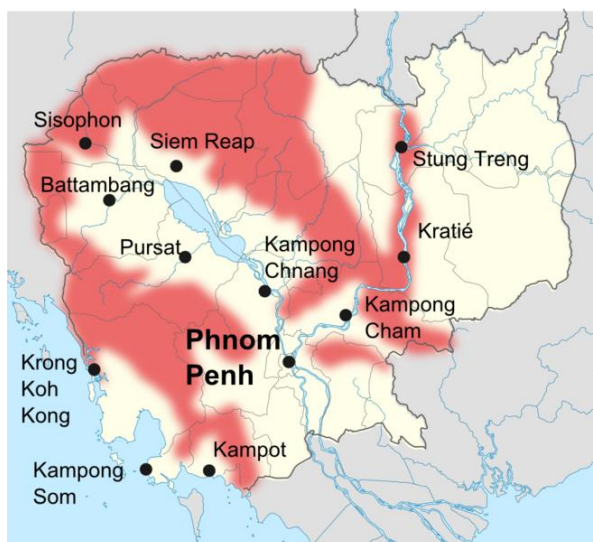 Sisophon
Siem Reap
Stung Treng
Battambang
Pursat
Kampong
Chnang
Kratié
Kampong
Cham
Phnom
Penh
Krong
Koh
Kong
Kampot
Kampong
Som